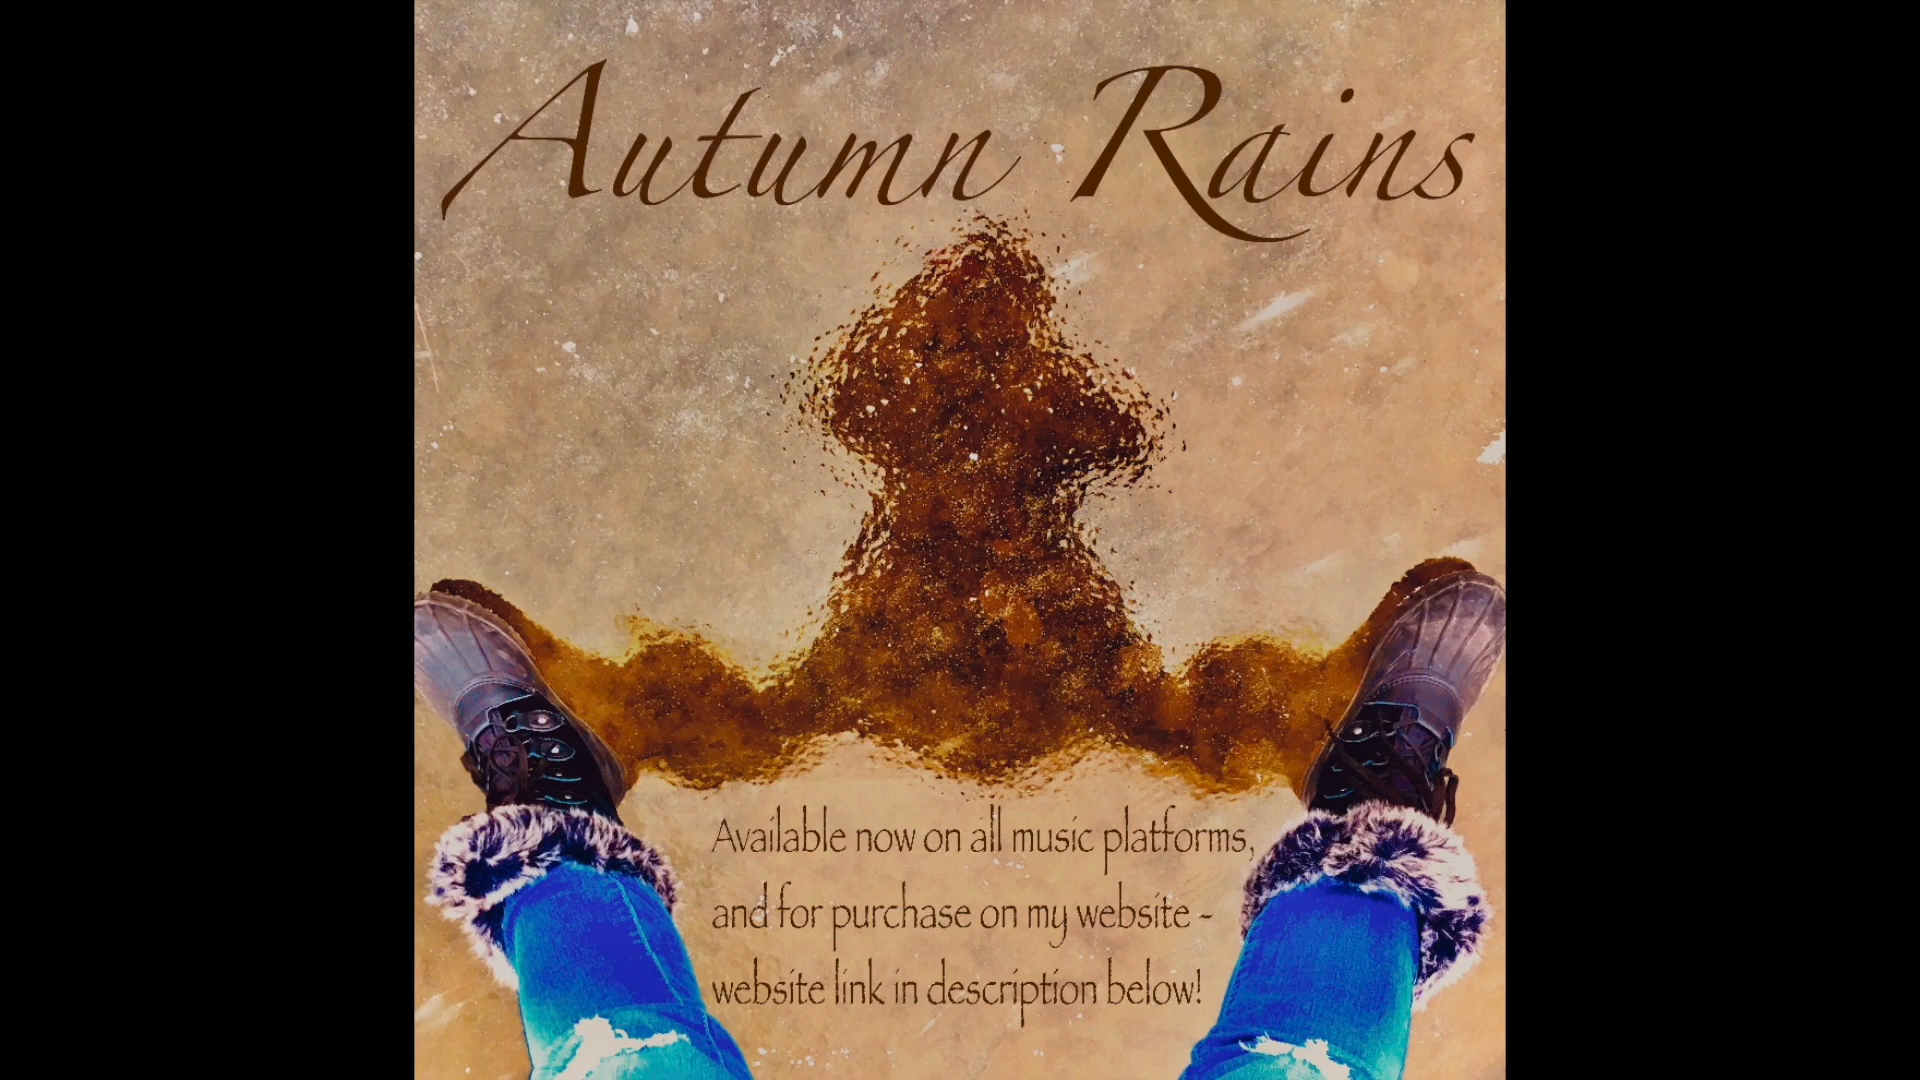 Autumn Rains
Available now on all music platforms,
and for purchase on my website -
website link in description below!